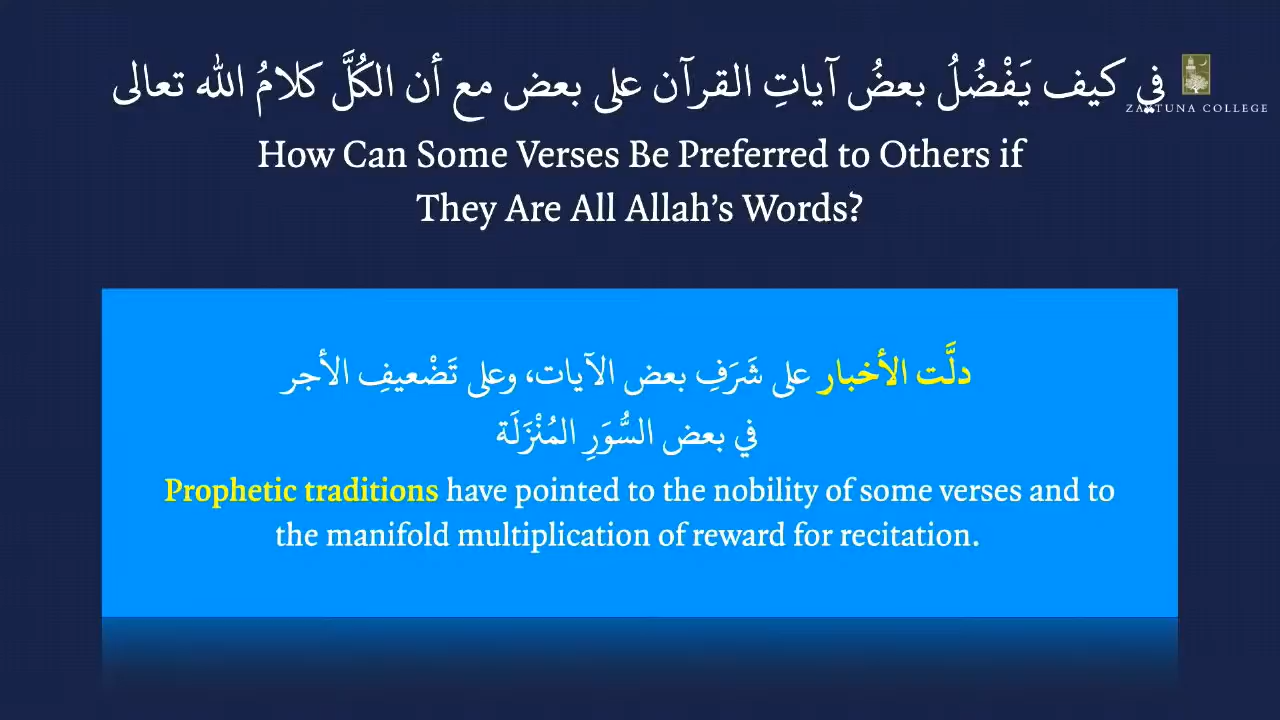 في كيف يَفْضُلُ بعضُ آياتِ القرآن على بعض مع أن الكُلَّ كلامُ الله تعالى
ZAYTUNA COLLEGE
How Can Some Verses Be Preferred to Others if
They Are All Allah’s Words?
دلَّت الأخبار على شَرَفِ بعض الآيات، وعلى تَضْعيفِ الأجر
في بعض السُّوَرِ المُنْزَلَة
Prophetic traditions have pointed to the nobility of some verses and to
the manifold multiplication of reward for recitation.